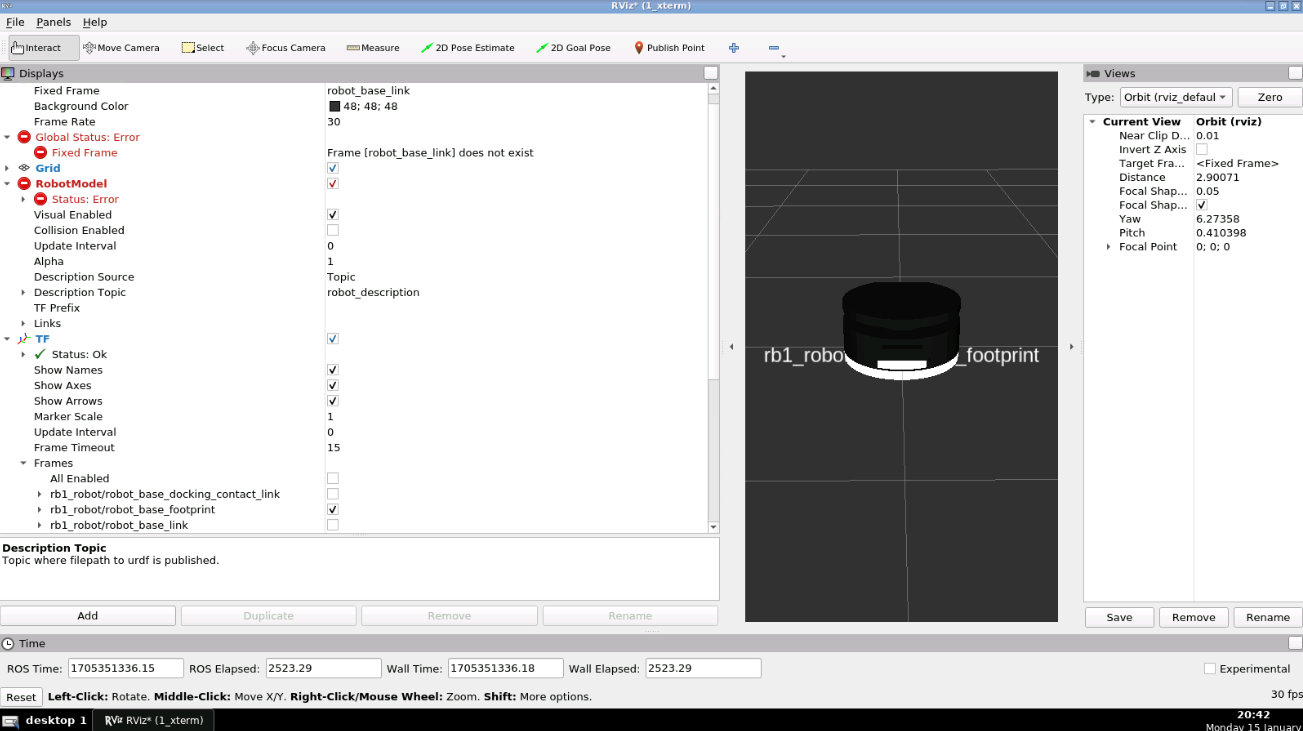 RViz* (1_xterm)
File Panels Help
Interact Move Camera Select Focus Camera Measure 2D Pose Estimate 2D Goal Pose Publish Point
Displays
Fixed Frame robot_base_link
Background Color 48; 48; 48
Frame Rate 30
Global Status: Error
Fixed Frame Frame [robot_base_link] does not exist
Grid
RobotModel
Status: Error
Visual Enabled
Collision Enabled
Update Interval 0
Alpha 1
Description Source Topic
Description Topic robot_description
TF Prefix
Links
TF
Status: Ok
Show Names
Show Axes
Show Arrows
Marker Scale 1
Update Interval 0
Frame Timeout 15
Frames
All Enabled
rb1_robot/robot_base_docking_contact_link
rb1_robot/robot_base_footprint
rb1_robot/robot_base_link
Description Topic
Topic where filepath to urdf is published.
Add Duplicate Remove Rename
rb1_robo _footprint
Views
Type: Orbit (rviz_defaul Zero
Current View Orbit (rviz)
Near Clip D... 0.01
Invert Z Axis
Target Fra... <Fixed Frame>
Distance 2.90071
Focal Shap... 0.05
Focal Shap...
Yaw 6.27358
Pitch 0.410398
Focal Point 0; 0; 0
Save Remove Rename
Time
ROS Time: 1705351336.15 ROS Elapsed: 2523.29 Wall Time: 1705351336.18 Wall Elapsed: 2523.29 Experimental
Reset Left-Click: Rotate. Middle-Click: Move X/Y. Right-Click/Mouse Wheel: Zoom. Shift: More options. 30 fps
desktop 1 RViz RViz* (1_xterm) 20:42
Monday 15 January